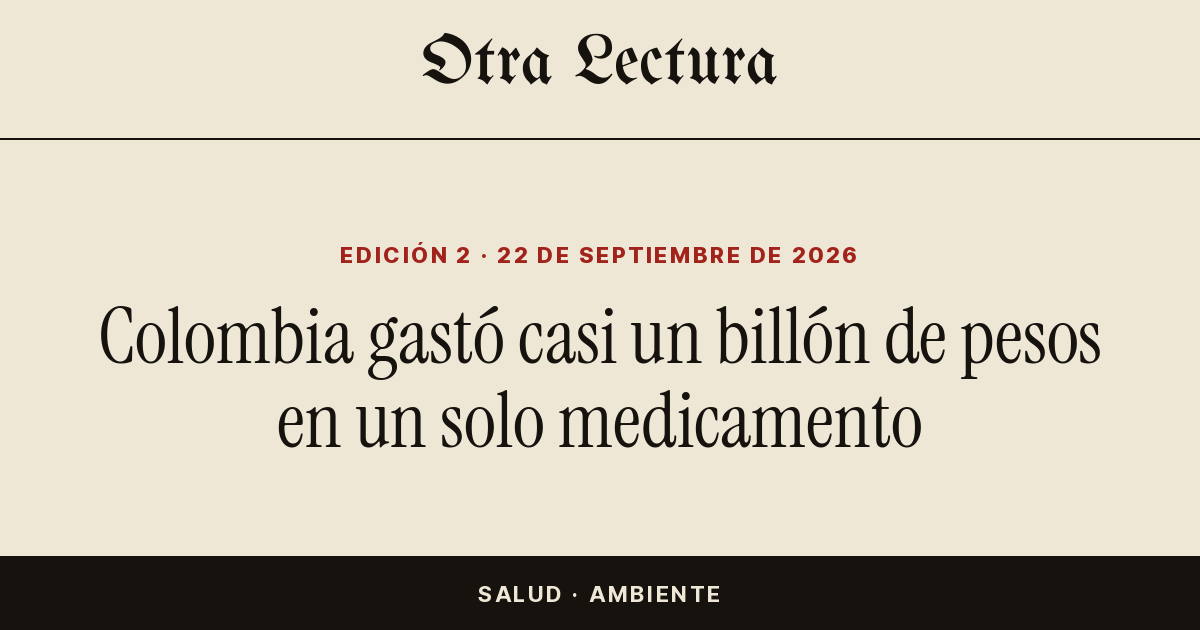 Otra Lectura
EDICIÓN 2 · 22 DE SEPTIEMBRE DE 2026
Colombia gastó casi un billón de pesos
en un solo medicamento
SALUD · AMBIENTE